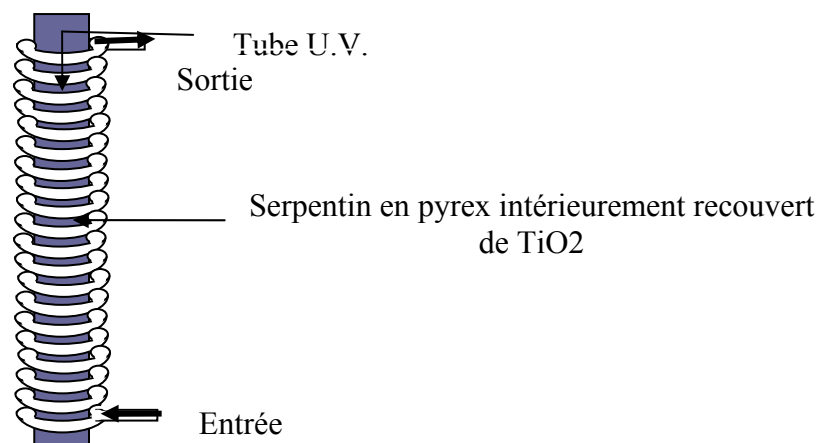 Tube U.V.
Sortie
Serpentin en pyrex intérieurement recouvert
de TiO2
Entrée